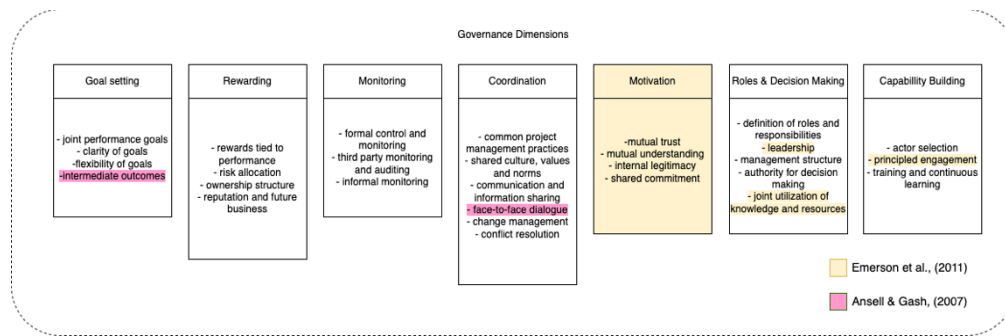 Governance Dimensions
Goal setting
- joint performance goals
- clarity of goals
-flexibility of goals
-intermediate outcomes
Rewarding
- rewards tied to
performance
- risk allocation
- ownership structure
- reputation and future
business
Monitoring
- formal control and
monitoring
- third party monitoring
and auditing
- informal monitoring
Coordination
- common project
management practices
- shared culture, values
and norms
- communication and
information sharing
- face-to-face dialogue
- change management
- conflict resolution
Motivation
-mutual trust
- mutual understanding
- internal legitimacy
- shared commitment
Roles & Decision Making
- definition of roles and
responsibilities
- leadership
- management structure
- authority for decision
making
- joint utilization of
knowledge and resources
Capabillity Building
- actor selection
- principled engagement
- training and continuous
learning
Emerson et al., (2011)
Ansell & Gash, (2007)